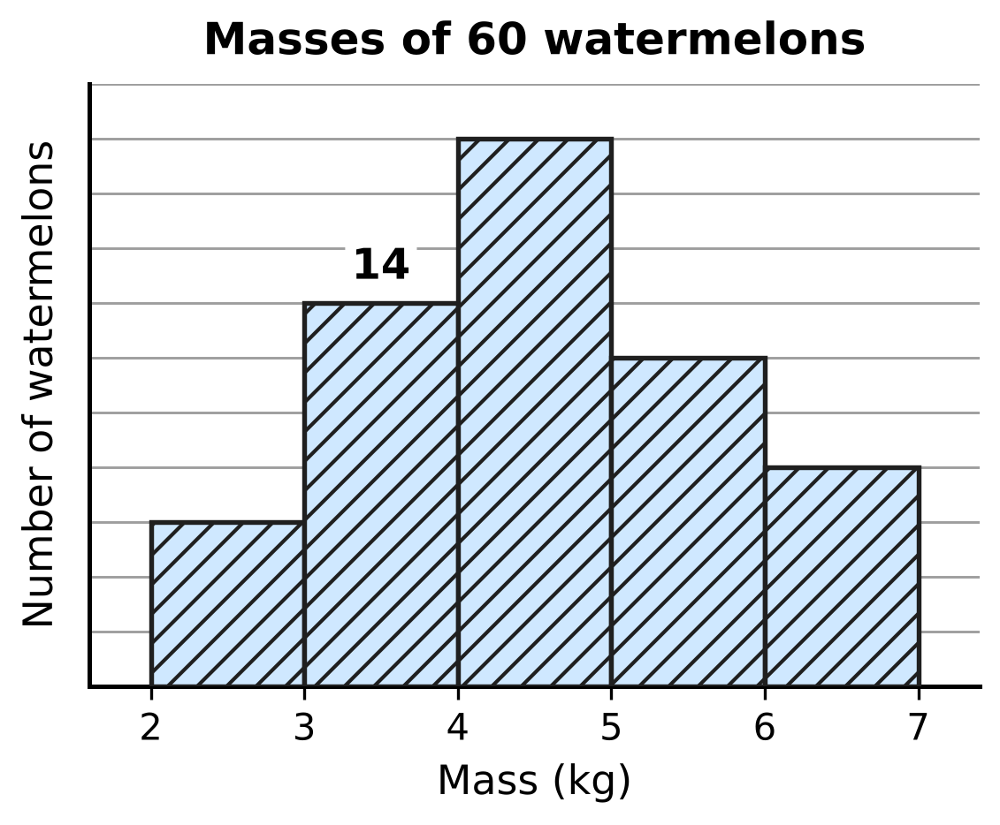 Masses of 60 watermelons
Number of watermelons
14
2 3 4 5 6 7
Mass (kg)